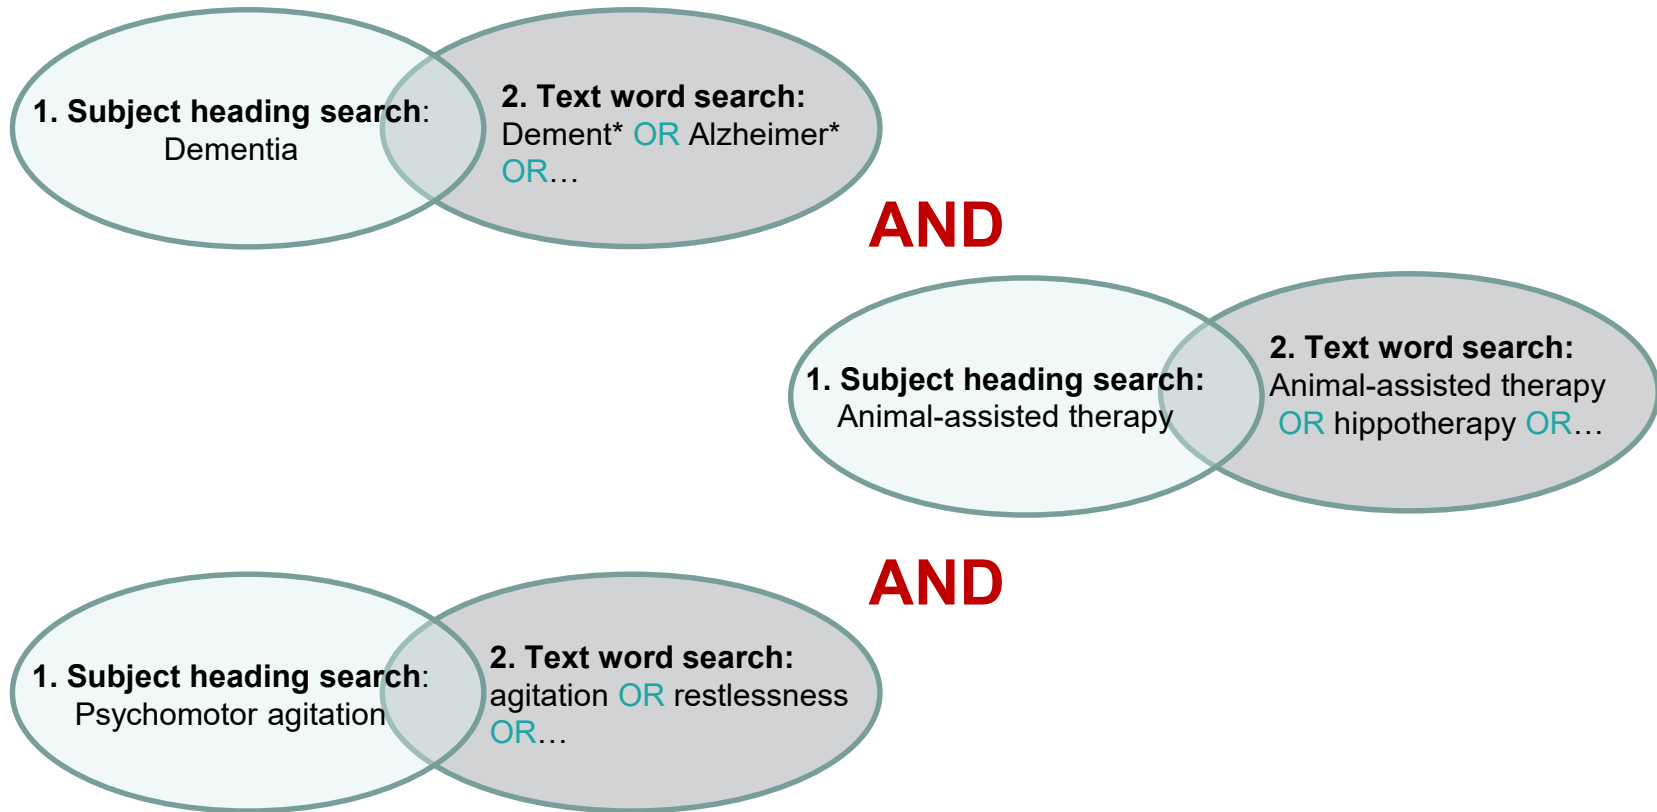 1. Subject heading search:
Dementia
2. Text word search:
Dement* OR Alzheimer*
OR…
AND
1. Subject heading search:
Animal-assisted therapy
2. Text word search:
Animal-assisted therapy
OR hippotherapy OR…
AND
1. Subject heading search:
Psychomotor agitation
2. Text word search:
agitation OR restlessness
OR…